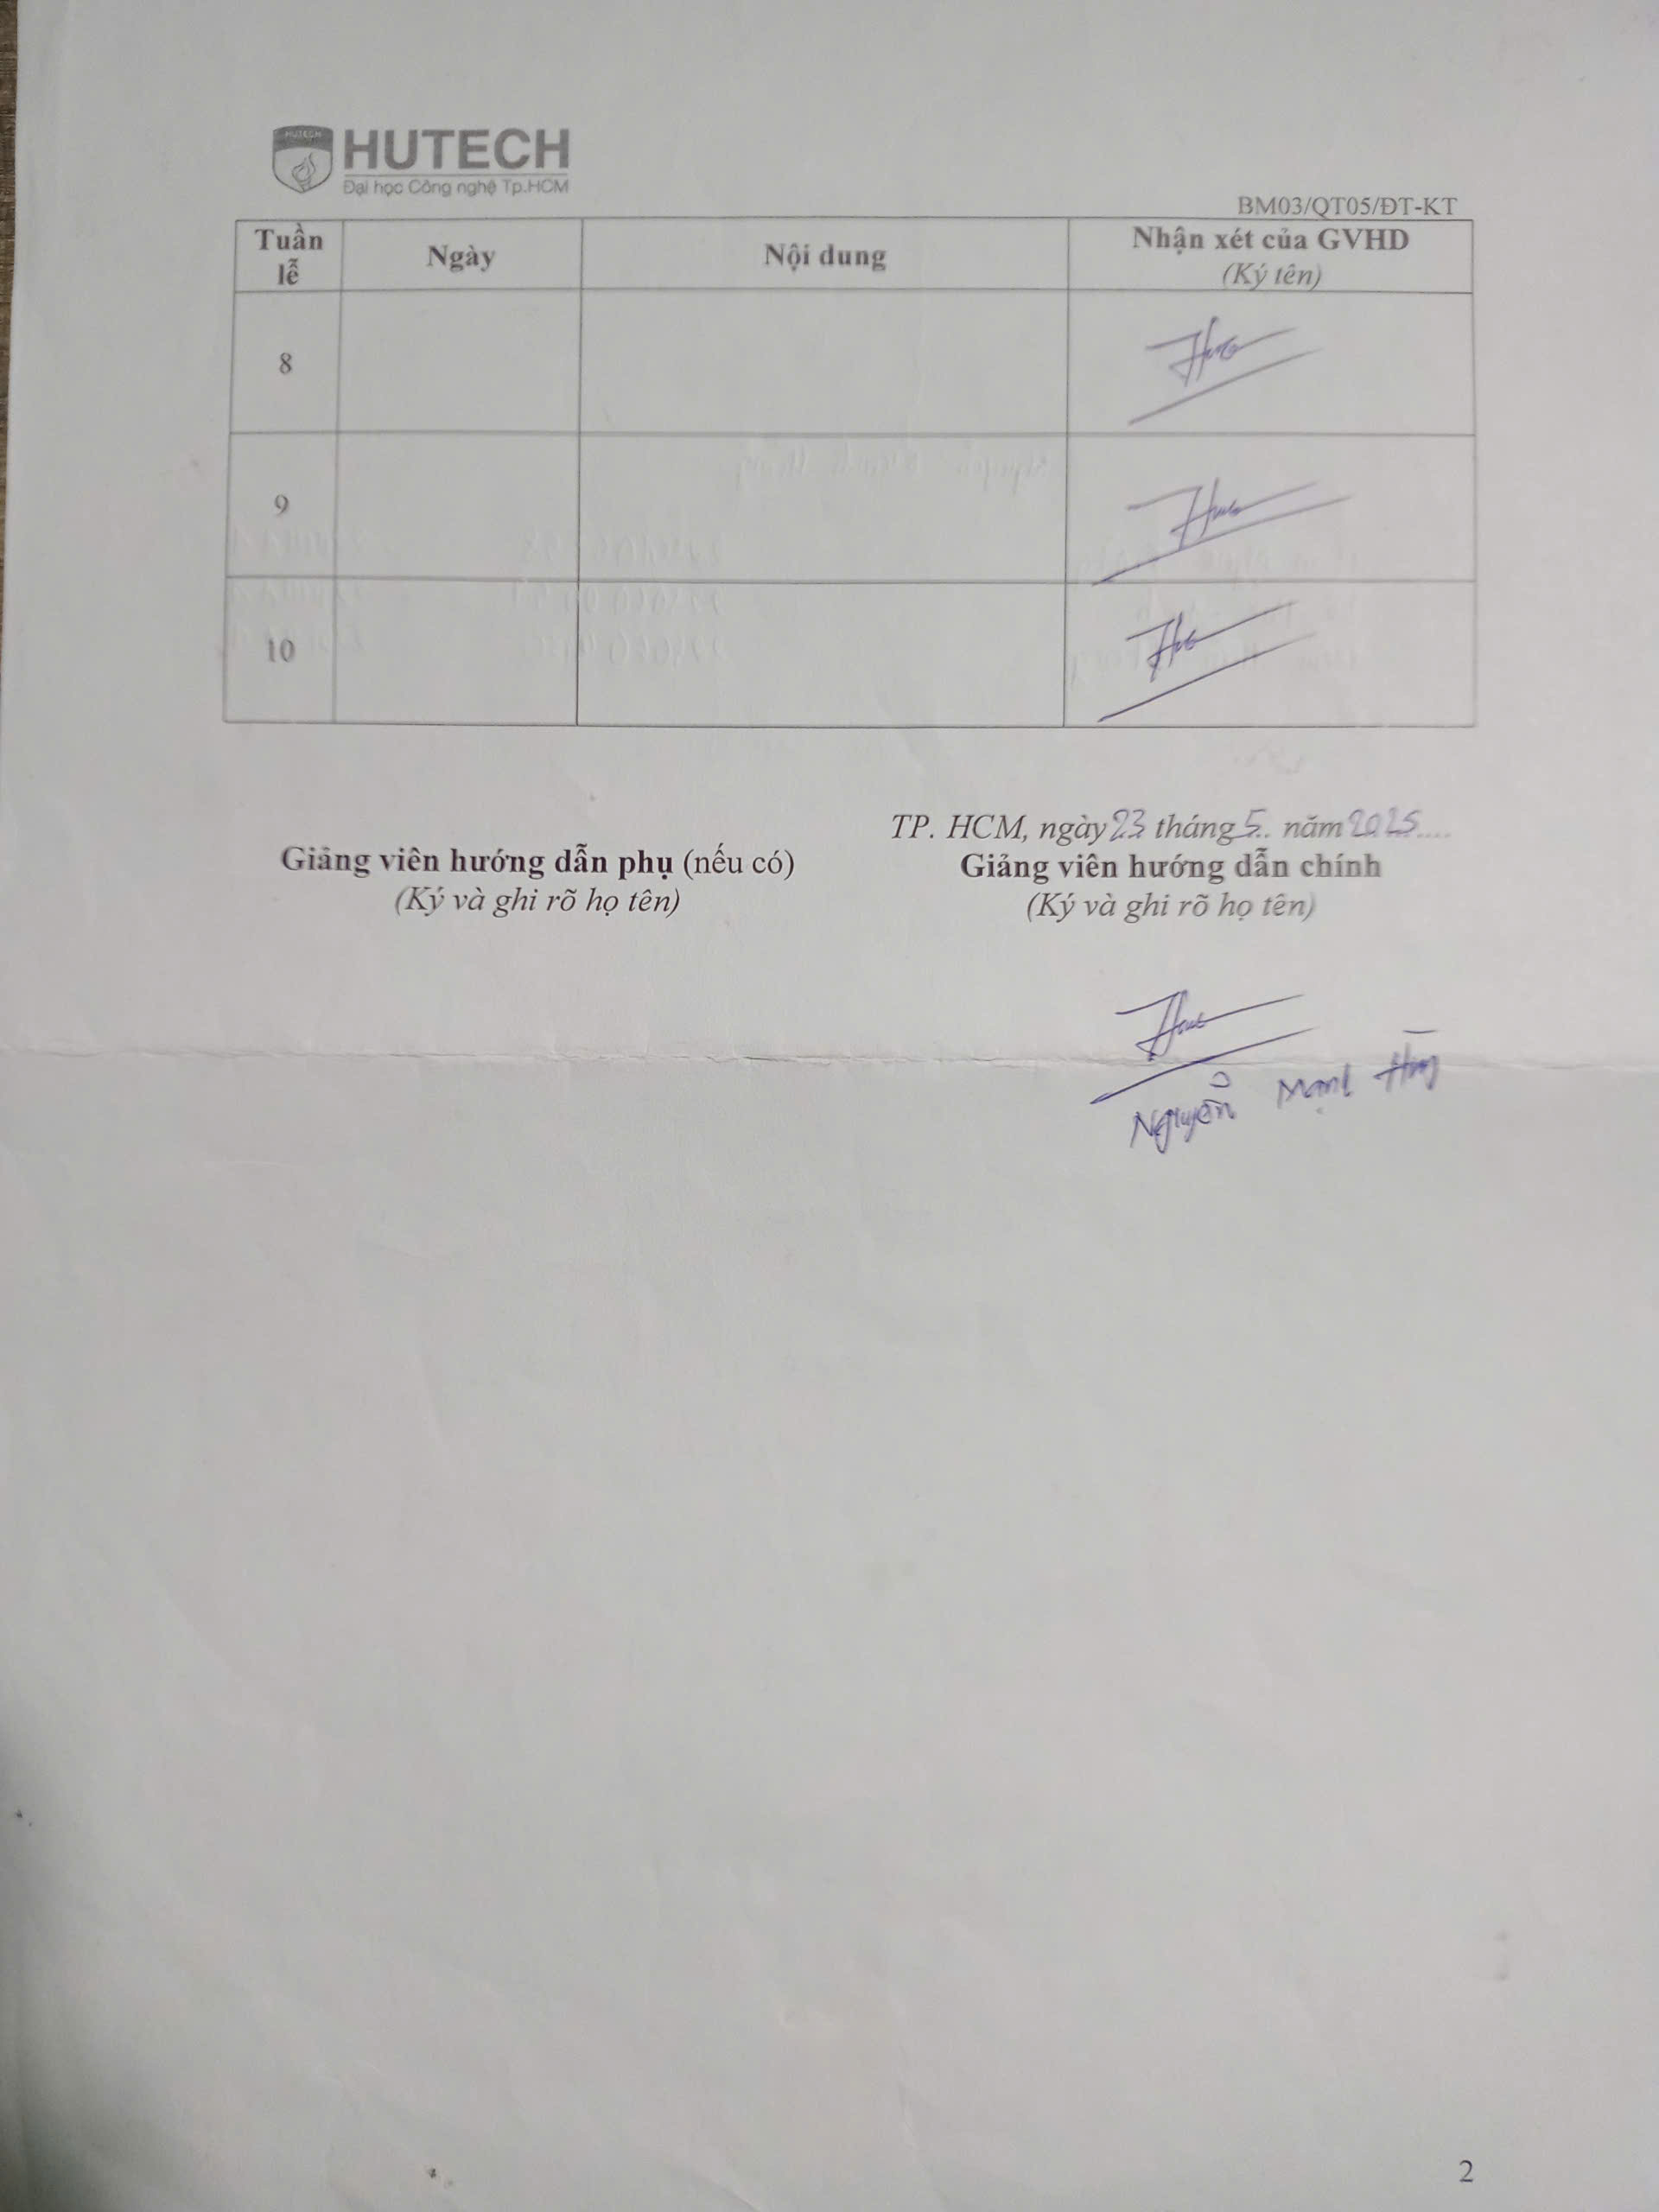 HUTECH
HUTECH
Đại học Công nghệ Tp.HCM
BM03/QT05/ĐT-KT
Tuần lễ Ngày Nội dung Nhận xét của GVHD
(Ký tên)
8
9
10
TP. HCM, ngày 23 tháng 5.. năm 2025....
Giảng viên hướng dẫn phụ (nếu có) Giảng viên hướng dẫn chính
(Ký và ghi rõ họ tên) (Ký và ghi rõ họ tên)
Nguyễn Mạnh
2